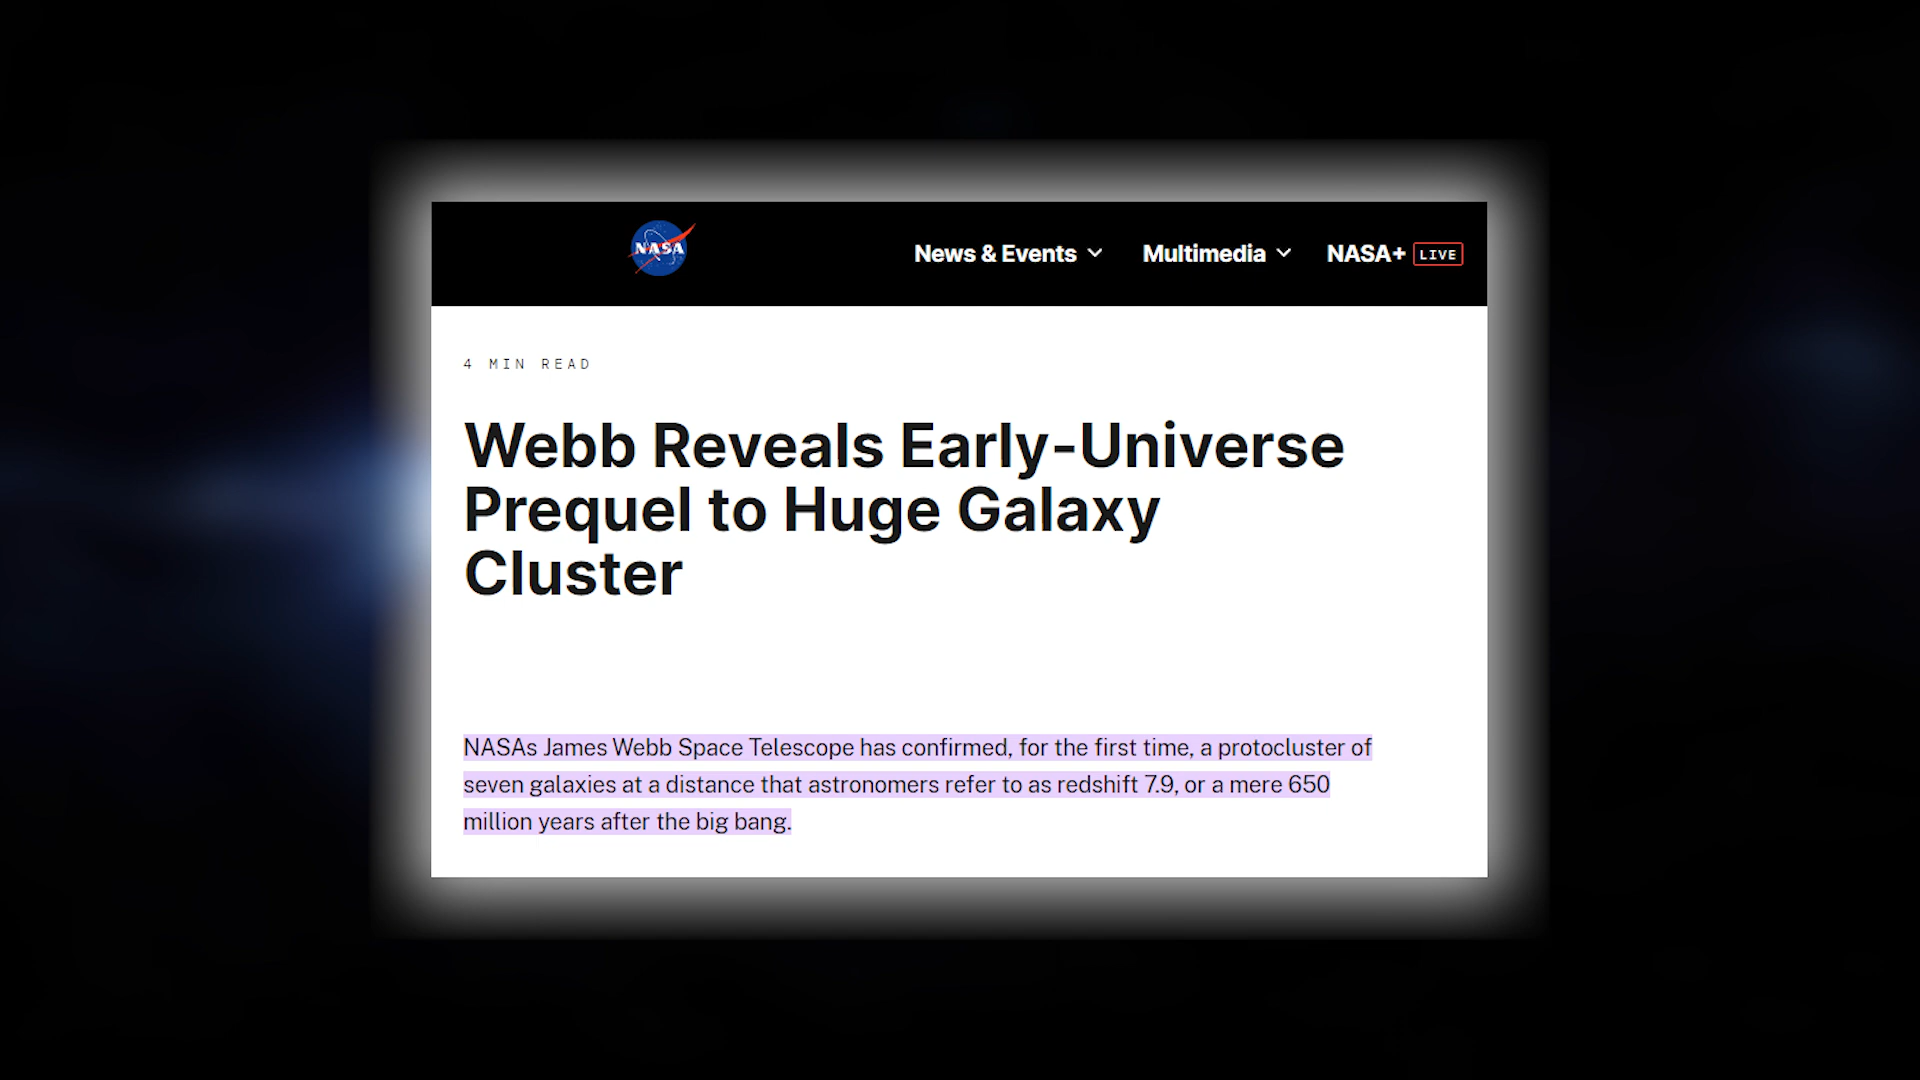 NASA
News & Events
Multimedia
NASA+ LIVE
4 MIN READ
Webb Reveals Early-Universe
Prequel to Huge Galaxy
Cluster
NASAs James Webb Space Telescope has confirmed, for the first time, a protocluster of
seven galaxies at a distance that astronomers refer to as redshift 7.9, or a mere 650
million years after the big bang.